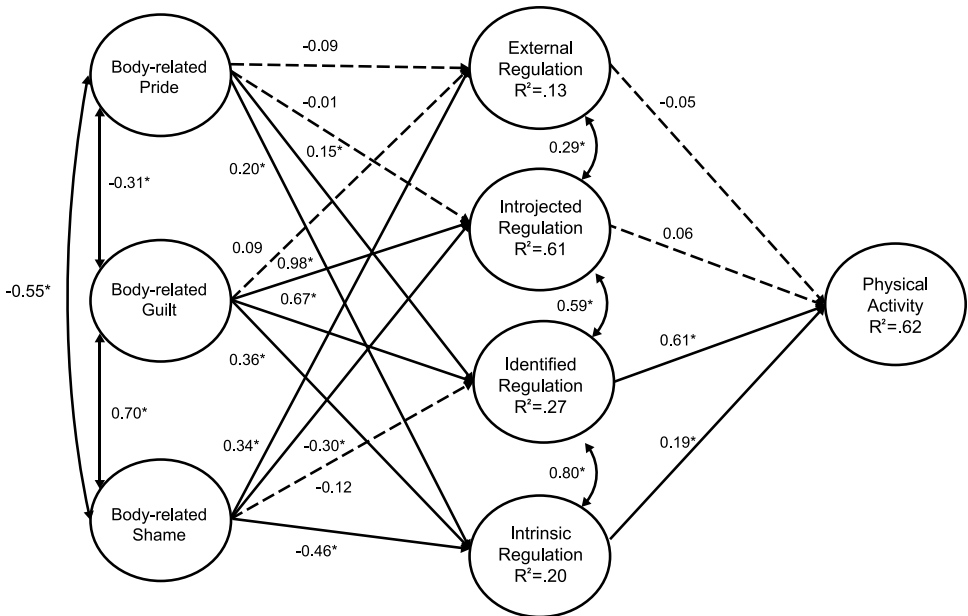 Body-related
Pride
Body-related
Guilt
Body-related
Shame
-0.31*
-0.55*
0.70*
-0.09
-0.01
0.15*
0.20*
0.09
0.98*
0.67*
0.36*
0.34*
-0.30*
-0.12
-0.46*
External
Regulation
R²=.13
0.29*
Introjected
Regulation
R²=.61
0.59*
Identified
Regulation
R²=.27
0.80*
Intrinsic
Regulation
R²=.20
-0.05
0.06
0.61*
0.19*
Physical
Activity
R²=.62